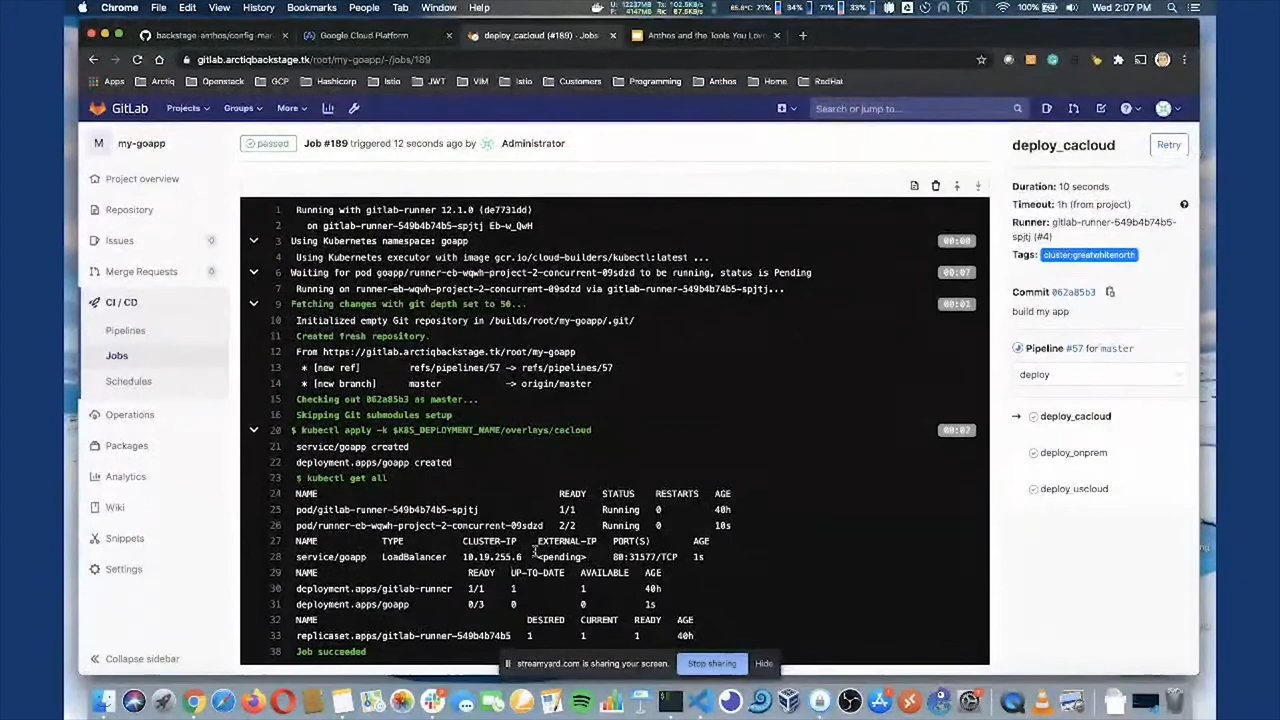 Chrome File Edit View History Bookmarks People Tab Window Help
100% Wed 2:07 PM
backstage-anthos/config-mar
Google Cloud Platform
deploy_cacloud (#189) · Jobs
Anthos and the Tools You Love
gitlab.arctiqbackstage.tk/root/my-goapp/-/jobs/189
Apps Arctiq Openstack GCP Hashicorp Istio JWT VIM Istio Customers Programming Anthos Home RedHat
GitLab Projects Groups More Search or jump to...
M my-goapp
Project overview
Repository
Issues 0
Merge Requests 0
CI / CD
Pipelines
Jobs
Schedules
Operations
Packages
Analytics
Wiki
Snippets
Settings
Collapse sidebar
passed Job #189 triggered 12 seconds ago by Administrator
1 Running with gitlab-runner 12.1.0 (de7731dd)
2 on gitlab-runner-549b4b74b5-spjtj Eb-w_QwH
3 Using Kubernetes namespace: goapp 00:00
4 Using Kubernetes executor with image gcr.io/cloud-builders/kubectl:latest ...
6 Waiting for pod goapp/runner-eb-wqwh-project-2-concurrent-09sdzd to be running, status is Pending 00:07
7 Running on runner-eb-wqwh-project-2-concurrent-09sdzd via gitlab-runner-549b4b74b5-spjtj...
9 Fetching changes with git depth set to 50... 00:01
10 Initialized empty Git repository in /builds/root/my-goapp/.git/
11 Created fresh repository.
12 From https://gitlab.arctiqbackstage.tk/root/my-goapp
13 * [new ref] refs/pipelines/57 -> refs/pipelines/57
14 * [new branch] master -> origin/master
15 Checking out 062a85b3 as master...
16 Skipping Git submodules setup
20 $ kubectl apply -k $K8S_DEPLOYMENT_NAME/overlays/cacloud 00:02
21 service/goapp created
22 deployment.apps/goapp created
23 $ kubectl get all
24 NAME READY STATUS RESTARTS AGE
25 pod/gitlab-runner-549b4b74b5-spjtj 1/1 Running 0 40h
26 pod/runner-eb-wqwh-project-2-concurrent-09sdzd 2/2 Running 0 10s
27 NAME TYPE CLUSTER-IP EXTERNAL-IP PORT(S) AGE
28 service/goapp LoadBalancer 10.19.255.6 <pending> 80:31577/TCP 1s
29 NAME READY UP-TO-DATE AVAILABLE AGE
30 deployment.apps/gitlab-runner 1/1 1 1 40h
31 deployment.apps/goapp 0/3 0 0 1s
32 NAME DESIRED CURRENT READY AGE
33 replicaset.apps/gitlab-runner-549b4b74b5 1 1 1 40h
38 Job succeeded
deploy_cacloud Retry
Duration: 10 seconds
Timeout: 1h (from project)
Runner: gitlab-runner-549b4b74b5-
spjtj (#4)
Tags: cluster:greatwhitenorth
Commit 062a85b3
build my app
Pipeline #57 for master
deploy
deploy_cacloud
deploy_onprem
deploy_uscloud
streamyard.com is sharing your screen. Stop sharing Hide